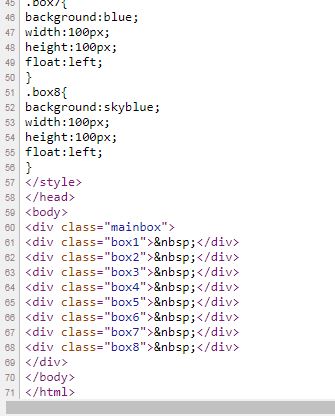 45 .box7{
46 background:blue;
47 width:100px;
48 height:100px;
49 float:left;
50 }
51 .box8{
52 background:skyblue;
53 width:100px;
54 height:100px;
55 float:left;
56 }
57 </style>
58 </head>
59 <body>
60 <div class="mainbox">
61 <div class="box1">&nbsp;</div>
62 <div class="box2">&nbsp;</div>
63 <div class="box3">&nbsp;</div>
64 <div class="box4">&nbsp;</div>
65 <div class="box5">&nbsp;</div>
66 <div class="box6">&nbsp;</div>
67 <div class="box7">&nbsp;</div>
68 <div class="box8">&nbsp;</div>
69 </div>
70 </body>
71 </html>